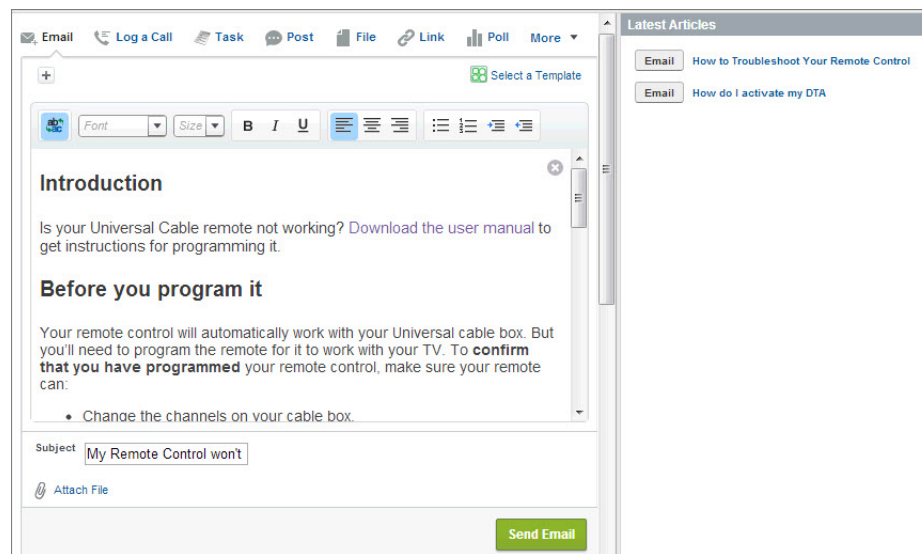 Email Log a Call Task Post File Link Poll More
Select a Template
Font Size B I U
Introduction
Is your Universal Cable remote not working? Download the user manual to
get instructions for programming it.
Before you program it
Your remote control will automatically work with your Universal cable box. But
you'll need to program the remote for it to work with your TV. To confirm
that you have programmed your remote control, make sure your remote
can:
• Change the channels on your cable box.
Subject My Remote Control won't
Attach File
Send Email
Latest Articles
Email How to Troubleshoot Your Remote Control
Email How do I activate my DTA